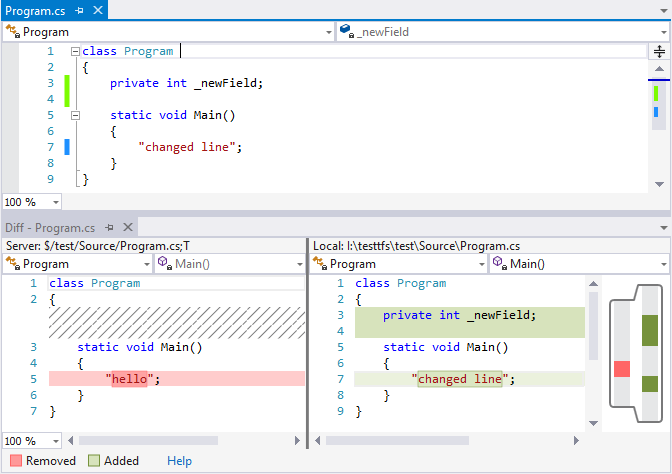 Program.cs
Program
_newField
1 class Program
2 {
3 private int _newField;
4
5 static void Main()
6 {
7 "changed line";
8 }
9 }
100 %
Diff - Program.cs
Server: $/test/Source/Program.cs;T
Program
Main()
1 class Program
2 {
3 static void Main()
4 {
5 "hello";
6 }
7 }
Local: I:\testtfs\test\Source\Program.cs
Program
Main()
1 class Program
2 {
3 private int _newField;
4
5 static void Main()
6 {
7 "changed line";
8 }
9 }
100 %
Removed
Added
Help